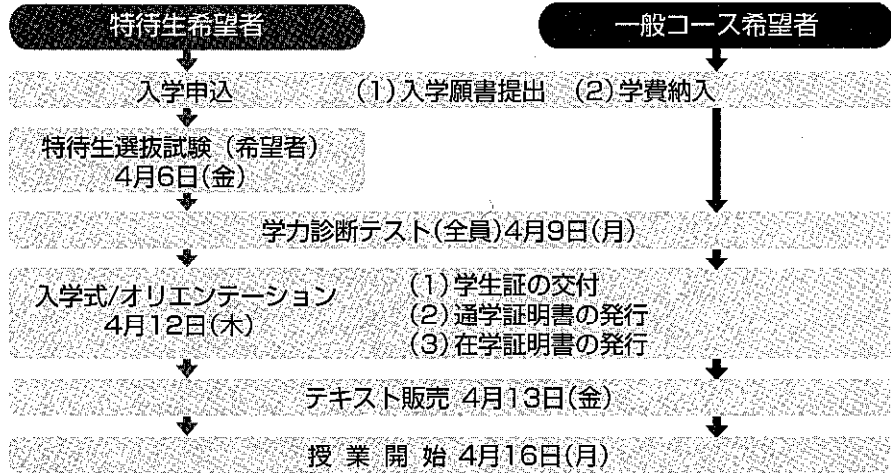 特待生希望者 一般コース希望者
入学申込 (1)入学願書提出 (2)学費納入
特待生選抜試験(希望者)
4月6日(金)
学力診断テスト(全員)4月9日(月)
入学式/オリエンテーション
4月12日(木)
(1)学生証の交付
(2)通学証明書の発行
(3)在学証明書の発行
テキスト販売 4月13日(金)
授業開始 4月16日(月)